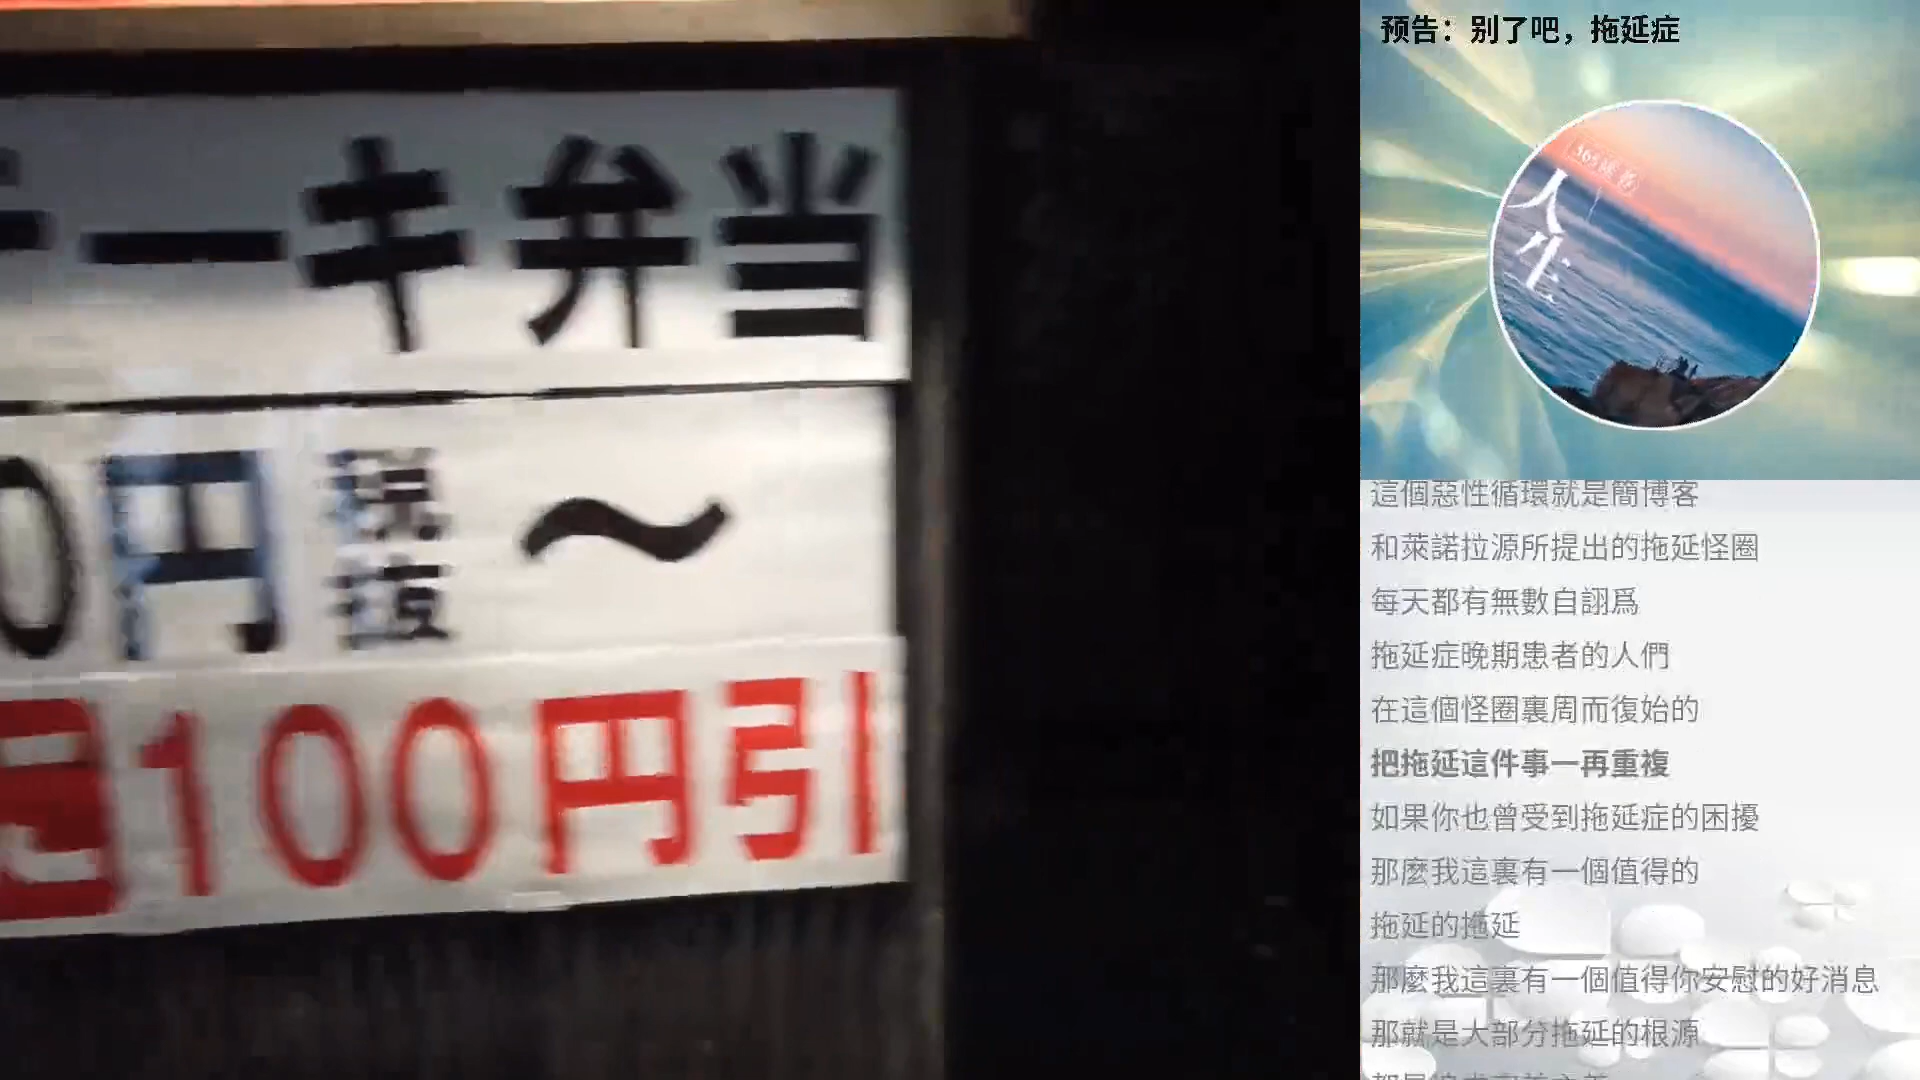 ーキ弁当
0円税抜～
100円引
预告：别了吧，拖延症
人生
這個惡性循環就是簡博客
和萊諾拉源所提出的拖延怪圈
每天都有無數自詡爲
拖延症晚期患者的人們
在這個怪圈裏周而復始的
把拖延這件事一再重複
如果你也曾受到拖延症的困擾
那麼我這裏有一個值得的
拖延的拖延
那麼我這裏有一個值得你安慰的好消息
那就是大部分拖延的根源